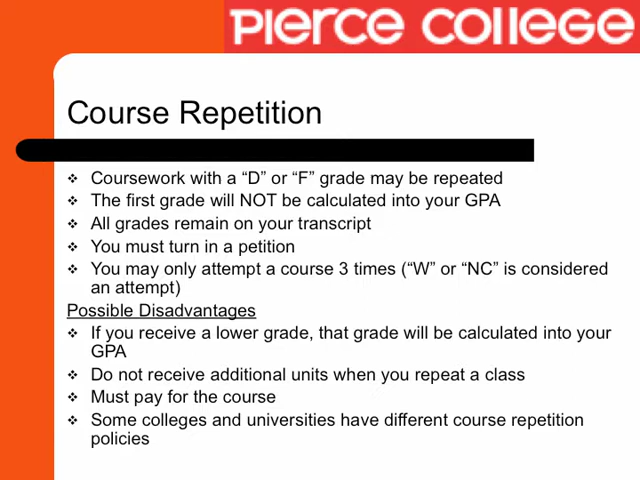 PIERCE COLLEGE
Course Repetition
Coursework with a “D” or “F” grade may be repeated
The first grade will NOT be calculated into your GPA
All grades remain on your transcript
You must turn in a petition
You may only attempt a course 3 times (“W” or “NC” is considered
an attempt)
Possible Disadvantages
If you receive a lower grade, that grade will be calculated into your
GPA
Do not receive additional units when you repeat a class
Must pay for the course
Some colleges and universities have different course repetition
policies